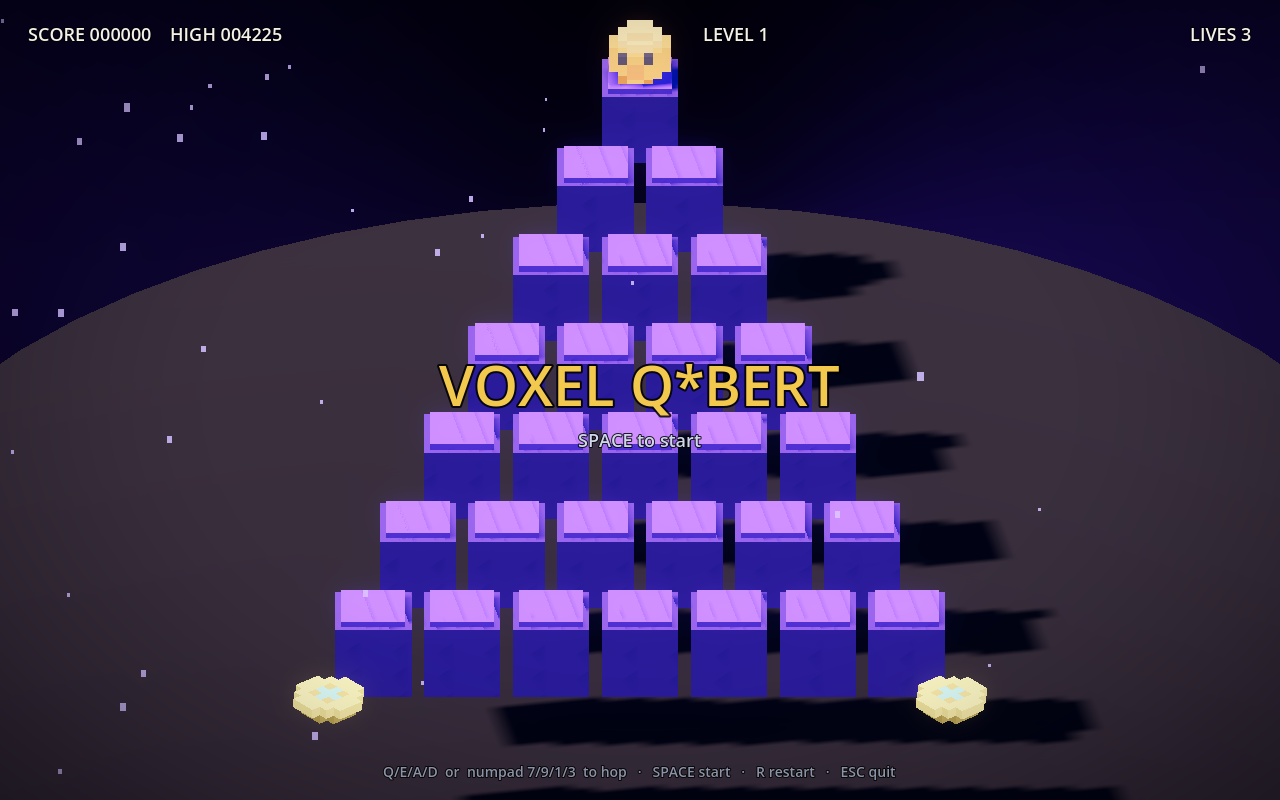 SCORE 000000 HIGH 004225 LEVEL 1 LIVES 3
VOXEL Q*BERT
SPACE to start
Q/E/A/D or numpad 7/9/1/3 to hop · SPACE start · R restart · ESC quit